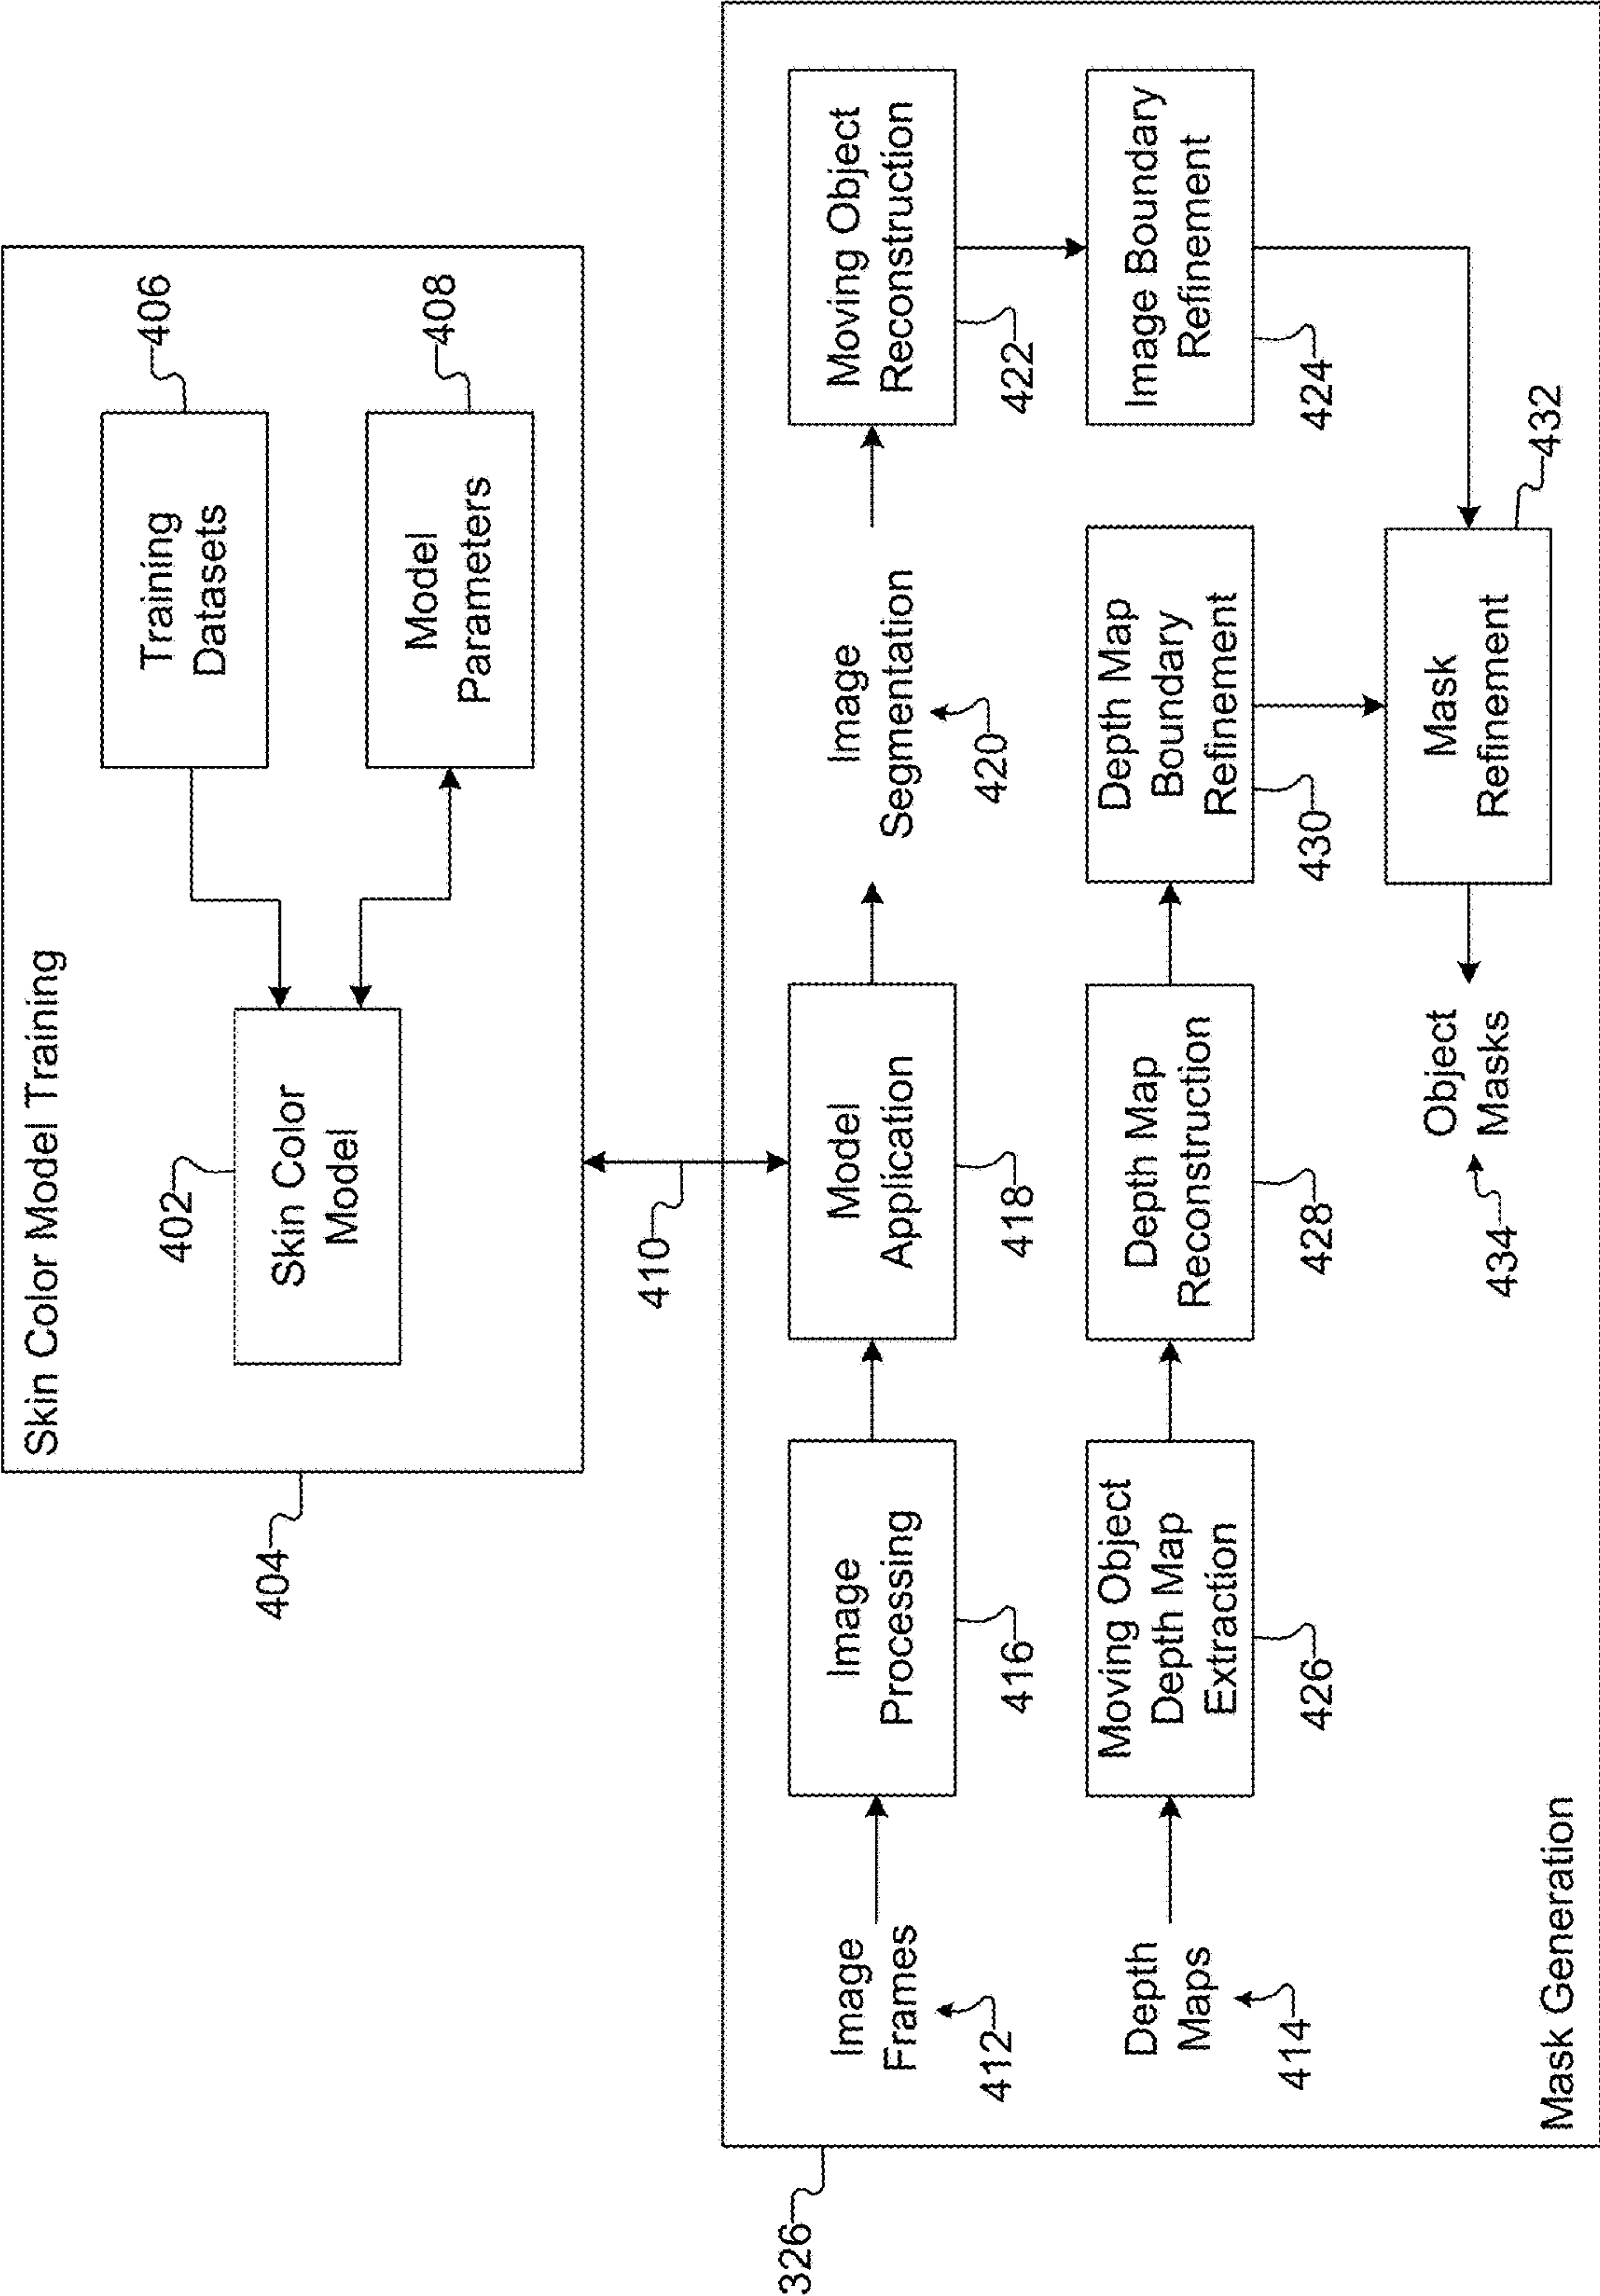 Skin Color Model Training
404
402
Skin Color
Model
Training
Datasets
406
Model
Parameters
408
410
326
Image
Frames
412
Image
Processing
416
Model
Application
418
Image
Segmentation
420
Moving Object
Reconstruction
422
Depth
Maps
414
Moving Object
Depth Map
Extraction
426
Depth Map
Reconstruction
428
Depth Map
Boundary
Refinement
430
Image Boundary
Refinement
424
Object
Masks
434
Mask
Refinement
432
Mask Generation